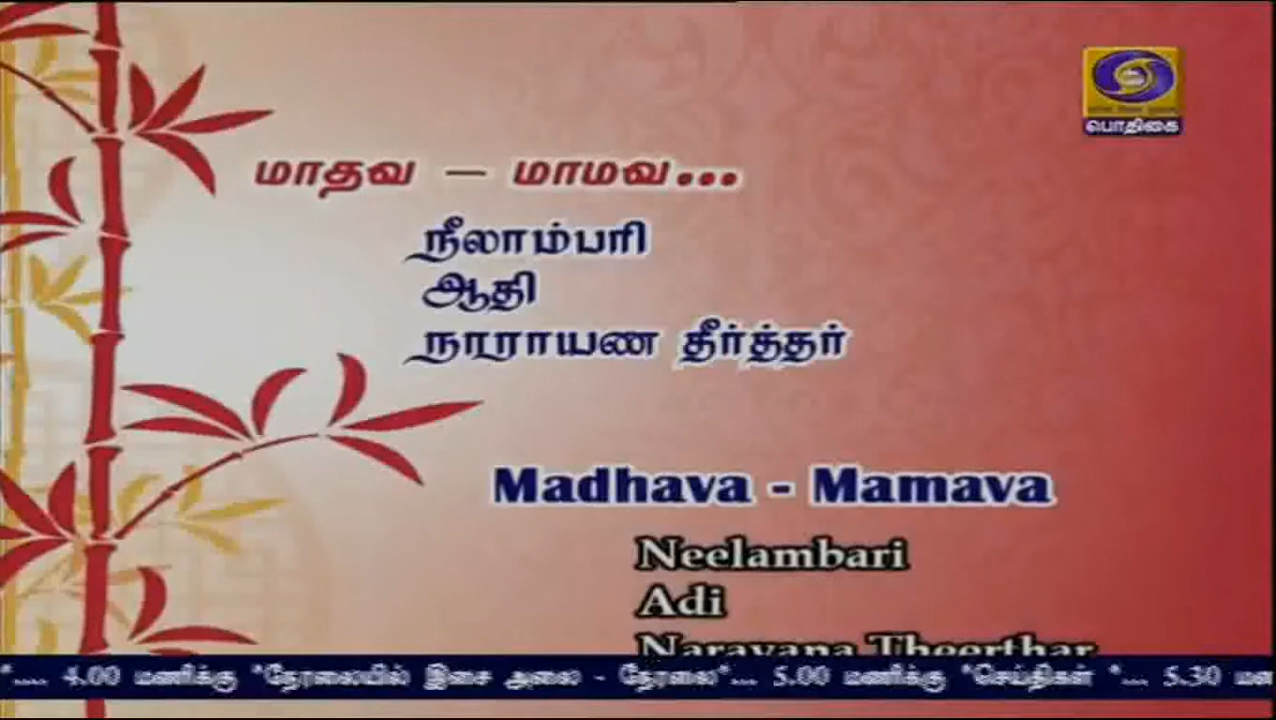 பொதிகை
மாதவ – மாமவ...
நீலாம்பரி
ஆதி
நாராயண தீர்த்தர்
Madhava - Mamava
Neelambari
Adi
Narayana Theerthar
".... 4.00 மணிக்கு "நேரலையில் இசை அலை - நேரலை"... 5.00 மணிக்கு "செய்திகள் "... 5.30 மண